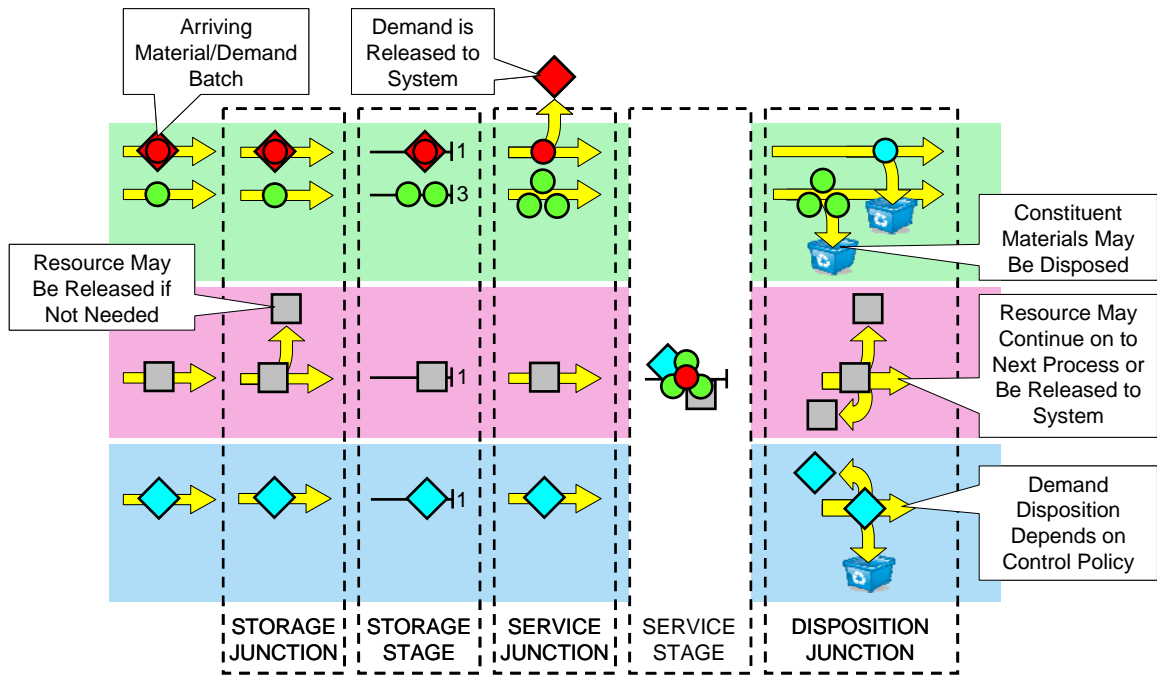 Arriving
Material/Demand
Batch
Demand is
Released to
System
1
3
Constituent
Materials May
Be Disposed
Resource May
Be Released if
Not Needed
1
Resource May
Continue on to
Next Process or
Be Released to
System
1
Demand
Disposition
Depends on
Control Policy
STORAGE
JUNCTION
STORAGE
STAGE
SERVICE
JUNCTION
SERVICE
STAGE
DISPOSITION
JUNCTION